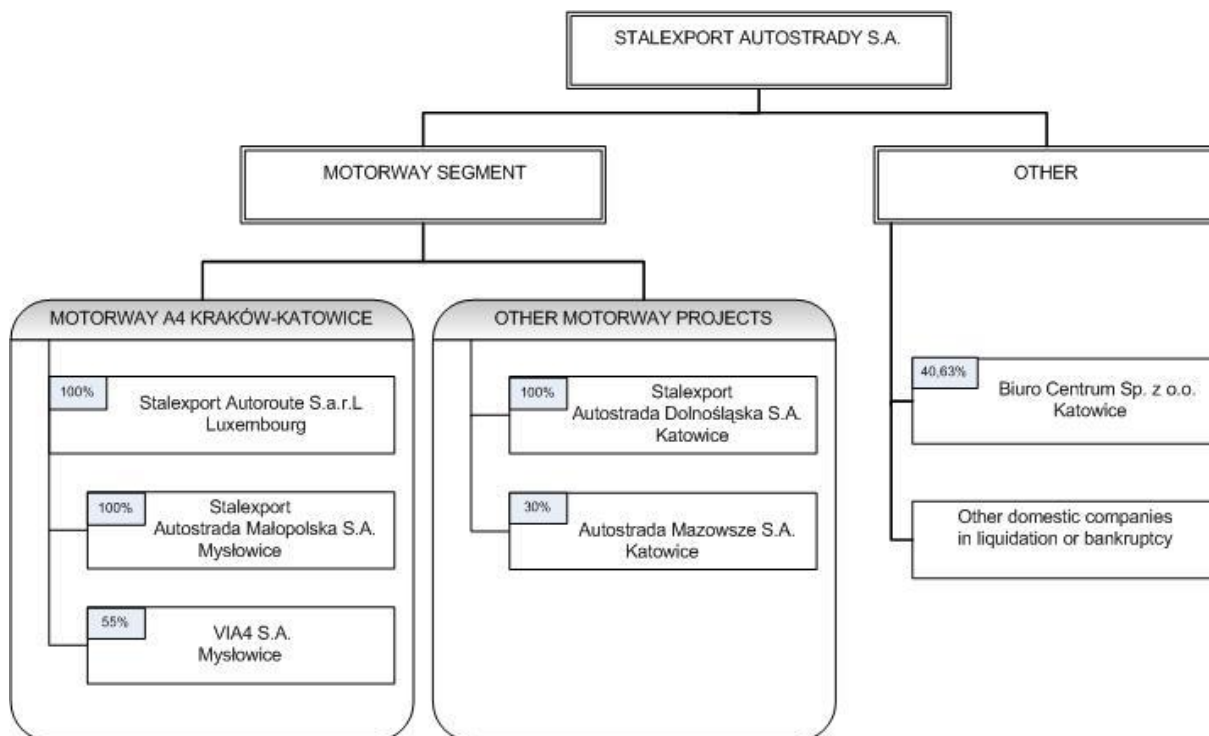 STALEXPORT AUTOSTRADY S.A.
MOTORWAY SEGMENT
OTHER
MOTORWAY A4 KRAKÓW-KATOWICE
100%
Stalexport Autoroute S.a.r.L
Luxembourg
100%
Stalexport
Autostrada Małopolska S.A.
Mysłowice
55%
VIA4 S.A.
Mysłowice
OTHER MOTORWAY PROJECTS
100%
Stalexport
Autostrada Dolnośląska S.A.
Katowice
30%
Autostrada Mazowsze S.A.
Katowice
40,63%
Biuro Centrum Sp. z o.o.
Katowice
Other domestic companies
in liquidation or bankruptcy